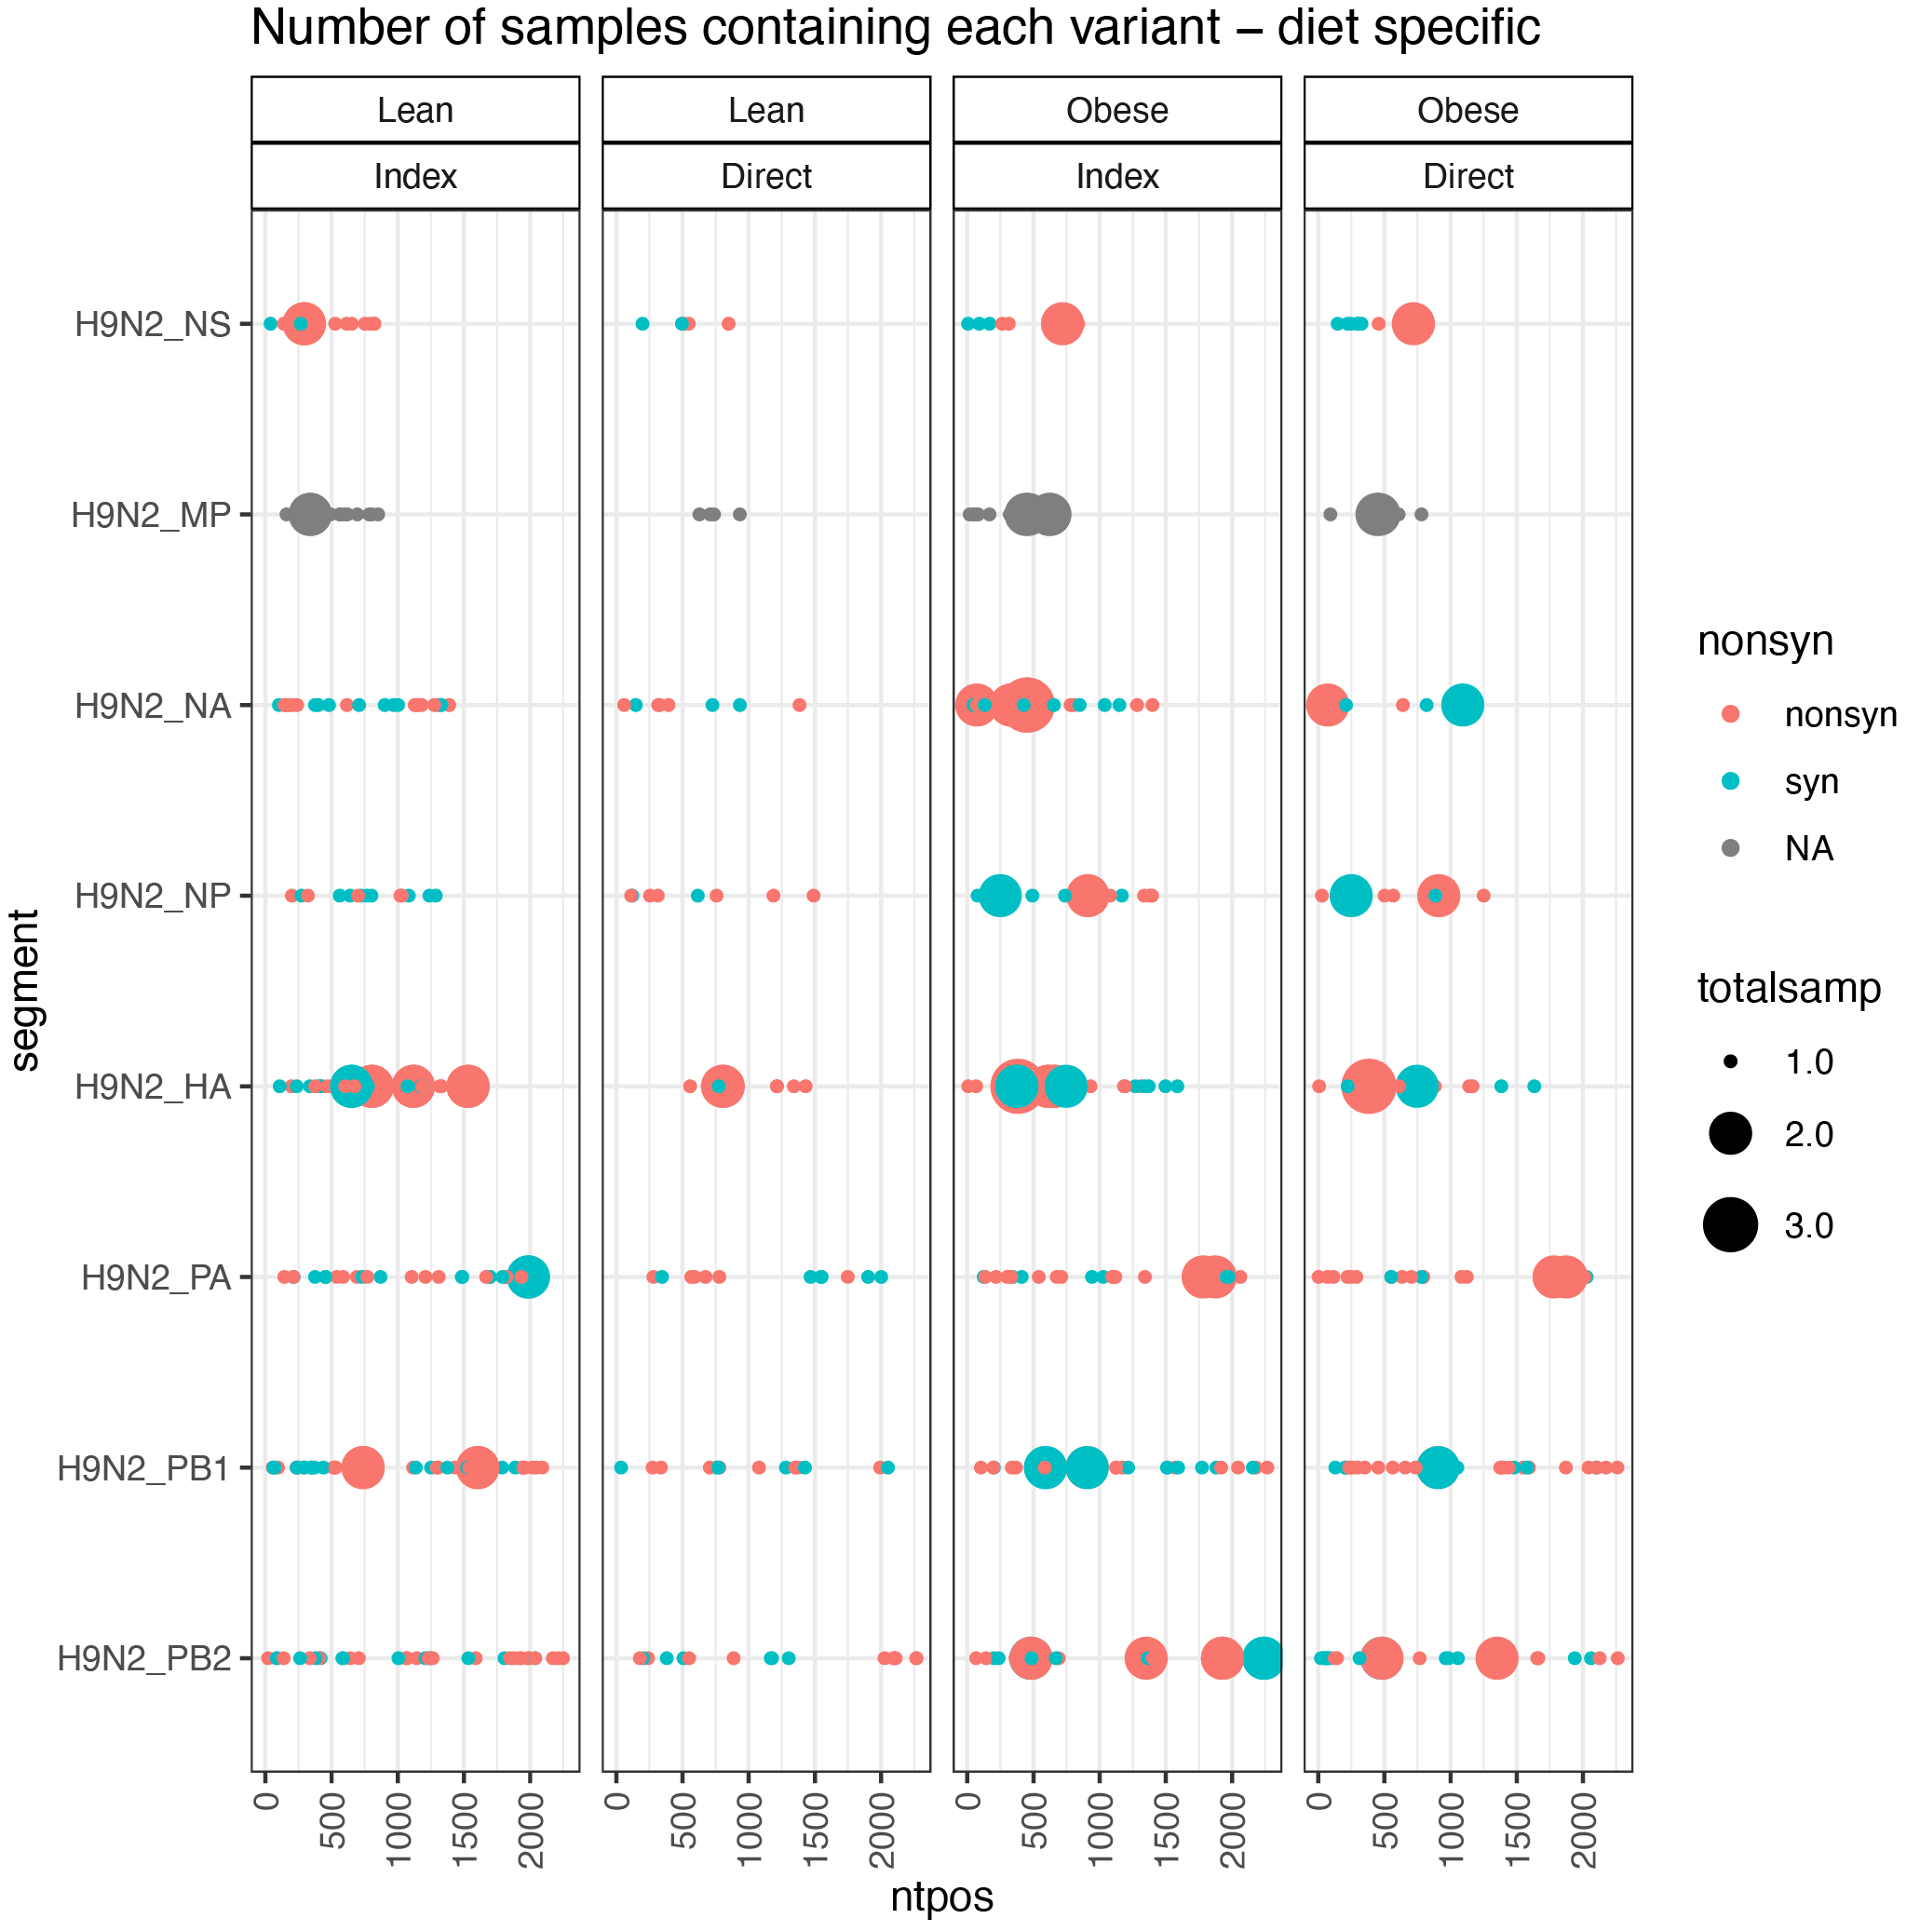 Number of samples containing each variant – diet specific
Lean Lean Obese Obese
Index Direct Index Direct
H9N2_NS
H9N2_MP
H9N2_NA
H9N2_NP
H9N2_HA
H9N2_PA
H9N2_PB1
H9N2_PB2
segment
0 500 1000 1500 2000 0 500 1000 1500 2000 0 500 1000 1500 2000 0 500 1000 1500 2000
ntpos
nonsyn
nonsyn
syn
NA
totalsamp
1.0
2.0
3.0